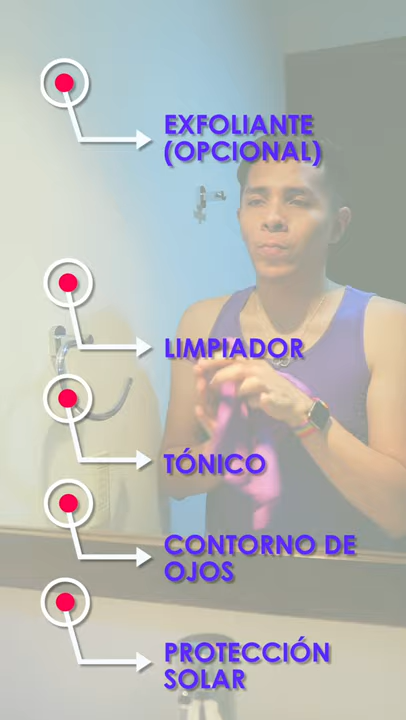 EXFOLIANTE
(OPCIONAL)
LIMPIADOR
TÓNICO
CONTORNO DE
OJOS
PROTECCIÓN
SOLAR